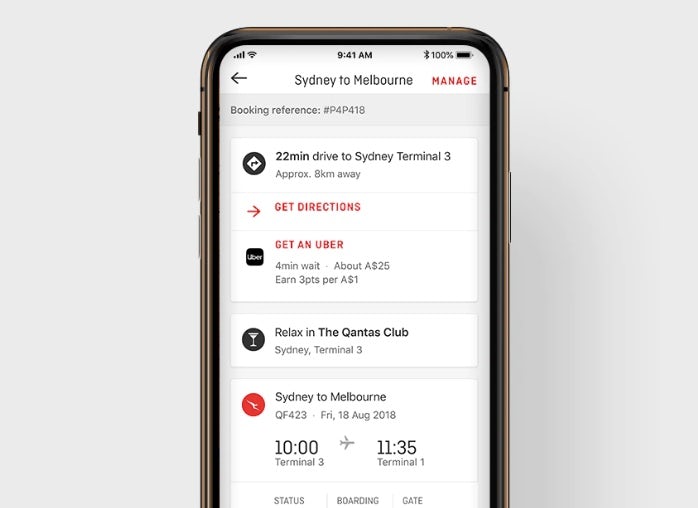 9:41 AM
100%
Sydney to Melbourne MANAGE
Booking reference: #P4P418
22min drive to Sydney Terminal 3
Approx. 8km away
GET DIRECTIONS
Uber
GET AN UBER
4min wait · About A$25
Earn 3pts per A$1
Relax in The Qantas Club
Sydney, Terminal 3
Sydney to Melbourne
QF423 · Fri, 18 Aug 2018
10:00 11:35
Terminal 3 Terminal 1
STATUS BOARDING GATE